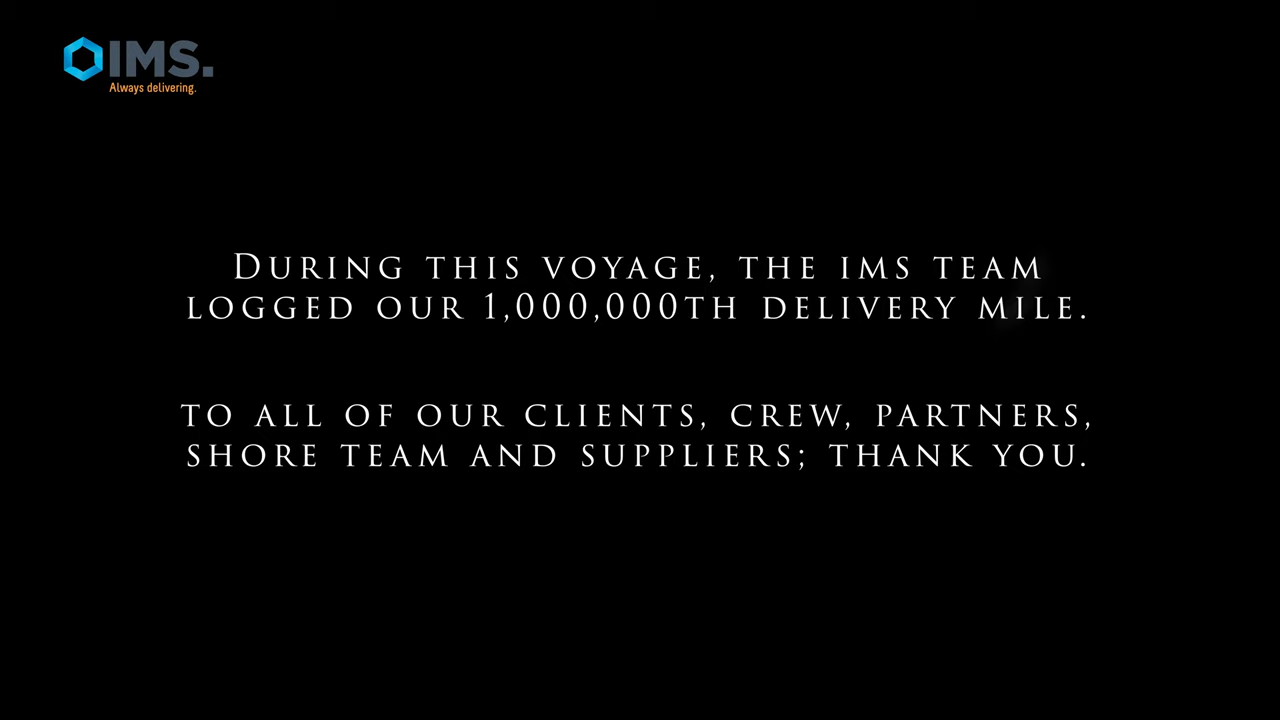 IMS.
Always delivering.
DURING THIS VOYAGE, THE IMS TEAM
LOGGED OUR 1,000,000TH DELIVERY MILE.
TO ALL OF OUR CLIENTS, CREW, PARTNERS,
SHORE TEAM AND SUPPLIERS; THANK YOU.